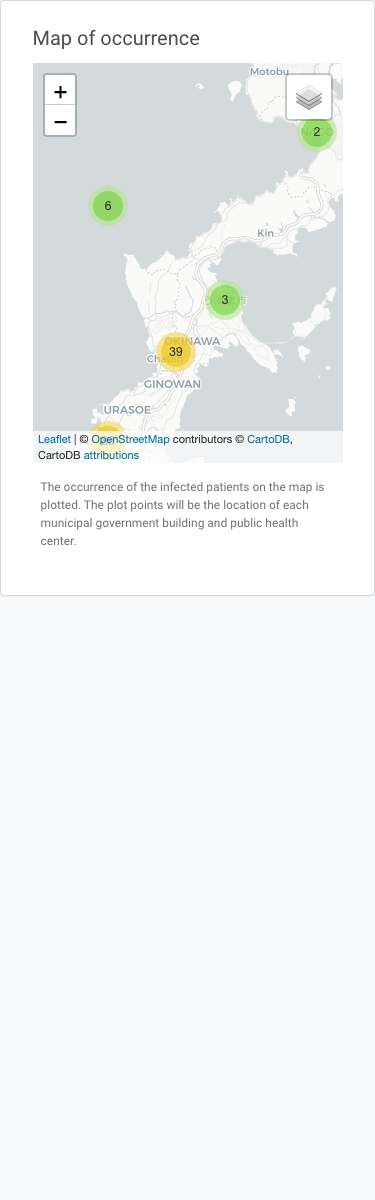 Map of occurrence
Motobu
+
−
2
6
Kin
3
OKINAWA
39
GINOWAN
URASOE
Leaflet | © OpenStreetMap contributors © CartoDB,
CartoDB attributions
The occurrence of the infected patients on the map is
plotted. The plot points will be the location of each
municipal government building and public health
center.